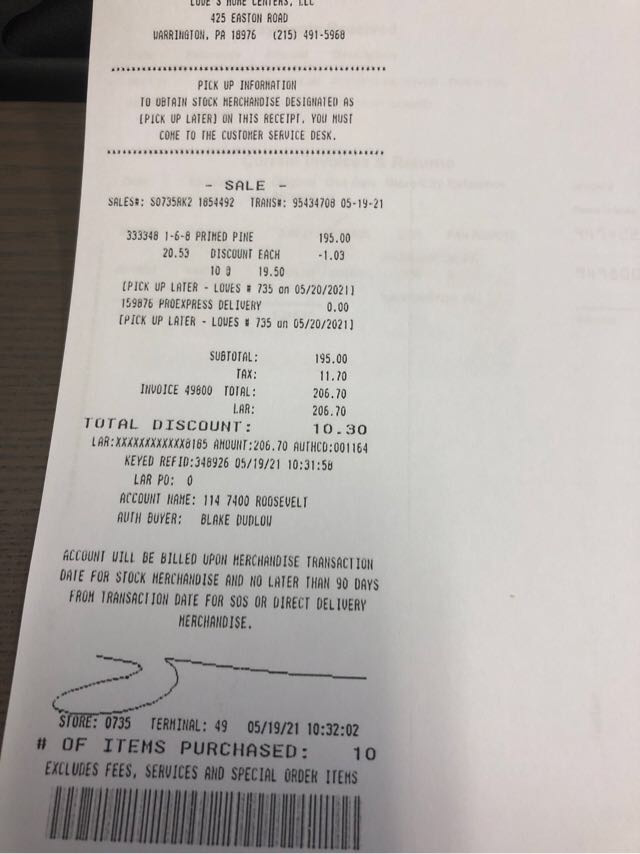 LOWE'S HOME CENTERS, LLC
425 EASTON ROAD
WARRINGTON, PA 18976 (215) 491-5968
PICK UP INFORMATION
TO OBTAIN STOCK MERCHANDISE DESIGNATED AS
[PICK UP LATER] ON THIS RECEIPT, YOU MUST
COME TO THE CUSTOMER SERVICE DESK.
- SALE -
SALES#: S0735RK2 1854492 TRANS#: 95434708 05-19-21
333348 1-6-8 PRIMED PINE 195.00
20.53 DISCOUNT EACH -1.03
10 @ 19.50
[PICK UP LATER - LOWES # 735 on 05/20/2021]
159876 PROEXPRESS DELIVERY 0.00
[PICK UP LATER - LOWES # 735 on 05/20/2021]
SUBTOTAL: 195.00
TAX: 11.70
INVOICE 49800 TOTAL: 206.70
LAR: 206.70
TOTAL DISCOUNT: 10.30
LAR:XXXXXXXXXXXX8185 AMOUNT:206.70 AUTHCD:001164
KEYED REFID:348926 05/19/21 10:31:58
LAR PO: 0
ACCOUNT NAME: 114 7400 ROOSEVELT
AUTH BUYER: BLAKE DUDLOW
ACCOUNT WILL BE BILLED UPON MERCHANDISE TRANSACTION
DATE FOR STOCK MERCHANDISE AND NO LATER THAN 90 DAYS
FROM TRANSACTION DATE FOR SOS OR DIRECT DELIVERY
MERCHANDISE.
STORE: 0735 TERMINAL: 49 05/19/21 10:32:02
# OF ITEMS PURCHASED: 10
EXCLUDES FEES, SERVICES AND SPECIAL ORDER ITEMS